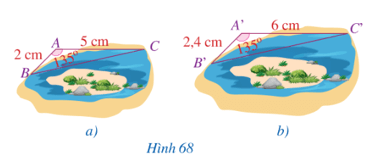 A 5 cm C
2 cm 135°
B
a)
A' 6 cm C'
2,4 cm 135°
B'
b)
Hình 68